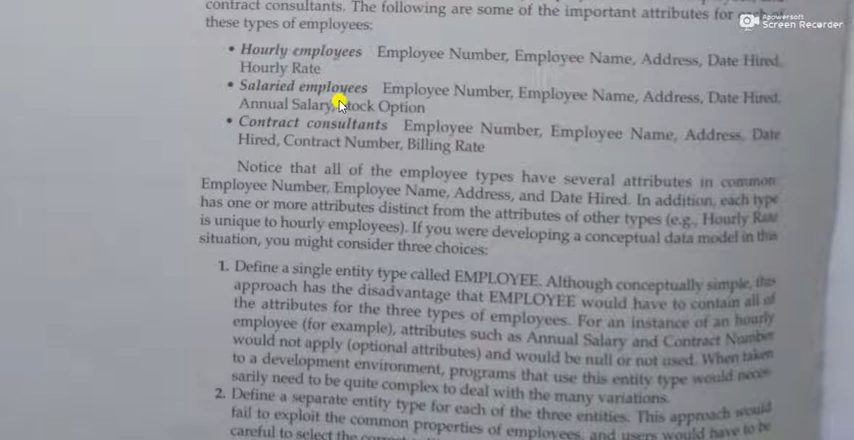 contract consultants. The following are some of the important attributes for each of
these types of employees:
Apowersoft
Screen Recorder
• Hourly employees Employee Number, Employee Name, Address, Date Hired,
Hourly Rate
• Salaried employees Employee Number, Employee Name, Address, Date Hired,
Annual Salary, Stock Option
• Contract consultants Employee Number, Employee Name, Address, Date
Hired, Contract Number, Billing Rate
Notice that all of the employee types have several attributes in common:
Employee Number, Employee Name, Address, and Date Hired. In addition, each type
has one or more attributes distinct from the attributes of other types (e.g., Hourly Rate
is unique to hourly employees). If you were developing a conceptual data model in this
situation, you might consider three choices:
1. Define a single entity type called EMPLOYEE. Although conceptually simple, this
approach has the disadvantage that EMPLOYEE would have to contain all of
the attributes for the three types of employees. For an instance of an hourly
employee (for example), attributes such as Annual Salary and Contract Number
would not apply (optional attributes) and would be null or not used. When taken
to a development environment, programs that use this entity type would neces-
sarily need to be quite complex to deal with the many variations.
2. Define a separate entity type for each of the three entities. This approach would
fail to exploit the common properties of employees, and users would have to be
careful to select the correct